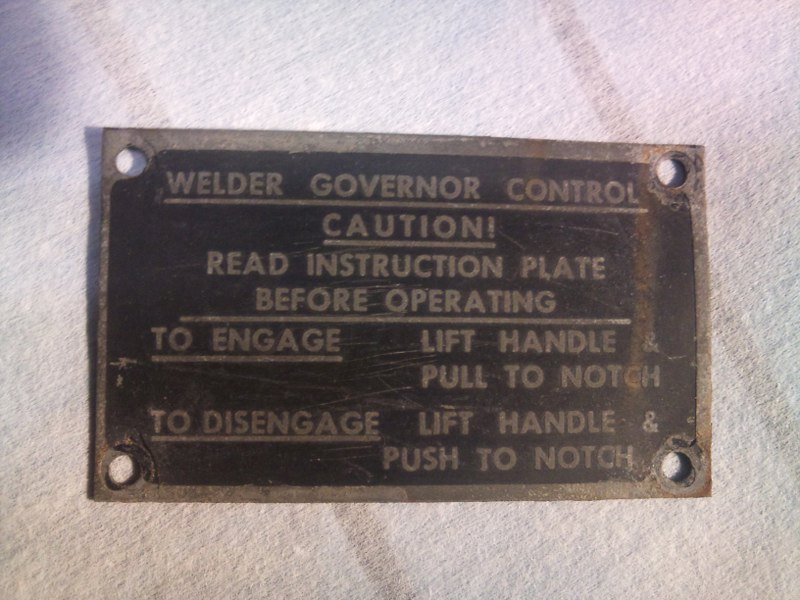 WELDER GOVERNOR CONTROL
CAUTION!
READ INSTRUCTION PLATE
BEFORE OPERATING
TO ENGAGE LIFT HANDLE &
PULL TO NOTCH
TO DISENGAGE LIFT HANDLE &
PUSH TO NOTCH